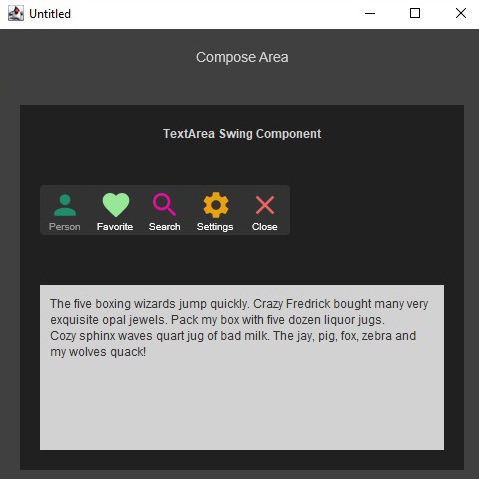 Untitled
Compose Area
TextArea Swing Component
Person Favorite Search Settings Close
The five boxing wizards jump quickly. Crazy Fredrick bought many very
exquisite opal jewels. Pack my box with five dozen liquor jugs.
Cozy sphinx waves quart jug of bad milk. The jay, pig, fox, zebra and
my wolves quack!